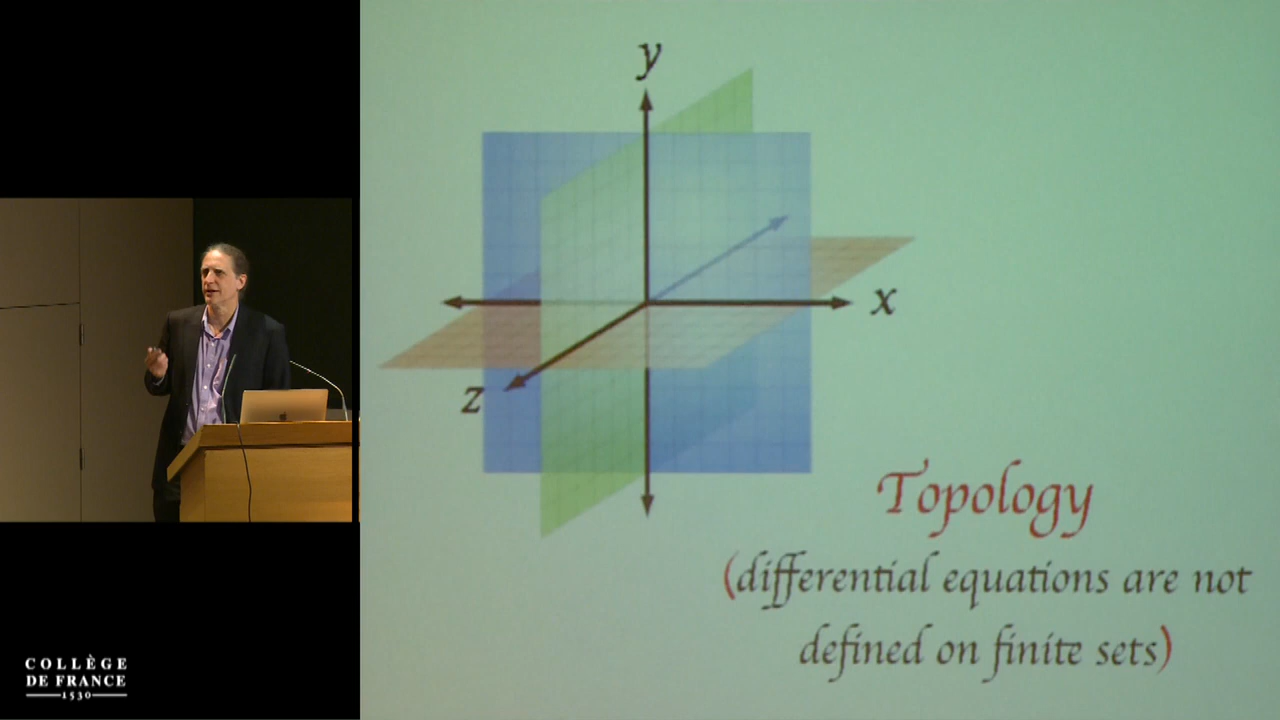 y
x
z
Topology
(differential equations are not
defined on finite sets)
COLLÈGE
DE FRANCE
1530